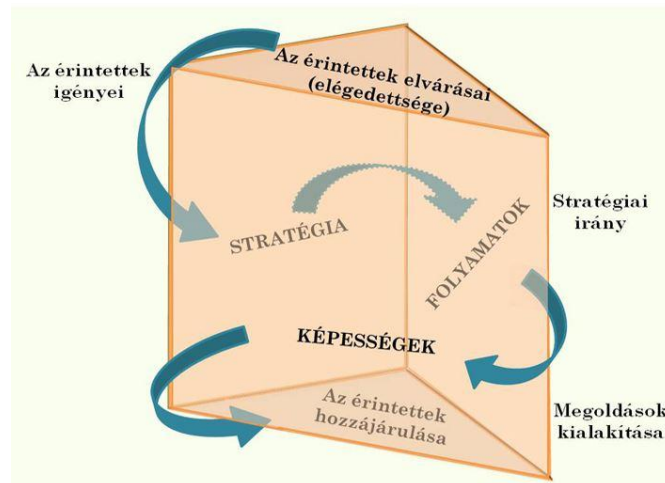 Az érintettek
igényei
Az érintettek elvárásai
(elégedettsége)
STRATÉGIA
FOLYAMATOK
Stratégiai
irány
KÉPESSÉGEK
Az érintettek
hozzájárulása
Megoldások
kialakítása